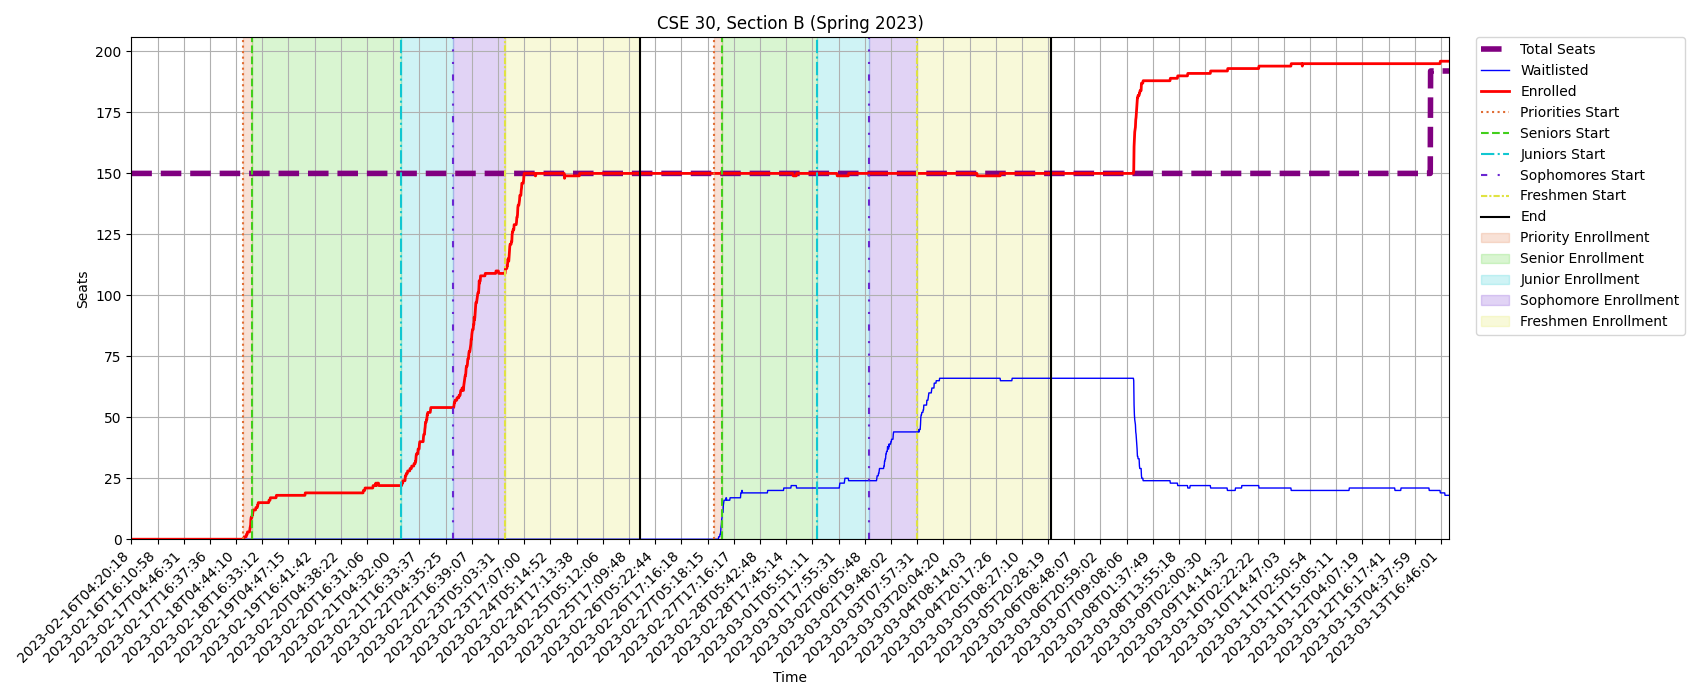 CSE 30, Section B (Spring 2023)
Seats
200
175
150
125
100
75
50
25
0
2023-02-16T04:20:18
2023-02-16T16:10:58
2023-02-17T04:46:31
2023-02-17T17:37:36
2023-02-18T04:44:10
2023-02-18T16:33:12
2023-02-19T04:47:15
2023-02-19T16:41:42
2023-02-20T04:38:22
2023-02-20T16:31:06
2023-02-21T04:32:00
2023-02-21T16:33:37
2023-02-22T04:35:25
2023-02-22T16:39:07
2023-02-23T05:03:31
2023-02-23T17:07:00
2023-02-24T05:14:52
2023-02-24T17:13:38
2023-02-25T05:12:06
2023-02-25T17:09:48
2023-02-26T05:22:44
2023-02-26T17:16:18
2023-02-27T05:18:15
2023-02-27T17:16:17
2023-02-28T05:42:48
2023-02-28T17:45:14
2023-03-01T05:51:11
2023-03-01T17:55:31
2023-03-02T06:05:48
2023-03-02T19:48:02
2023-03-03T07:57:31
2023-03-03T20:04:20
2023-03-04T08:14:03
2023-03-04T20:17:26
2023-03-05T08:27:10
2023-03-05T20:28:19
2023-03-06T08:48:07
2023-03-06T20:59:02
2023-03-07T09:08:06
2023-03-08T01:37:49
2023-03-08T13:55:18
2023-03-09T02:00:30
2023-03-09T14:14:32
2023-03-10T02:22:22
2023-03-10T14:47:03
2023-03-11T02:50:54
2023-03-11T15:05:11
2023-03-12T04:07:19
2023-03-12T16:17:41
2023-03-13T04:37:59
2023-03-13T16:46:01
Time
Total Seats
Waitlisted
Enrolled
Priorities Start
Seniors Start
Juniors Start
Sophomores Start
Freshmen Start
End
Priority Enrollment
Senior Enrollment
Junior Enrollment
Sophomore Enrollment
Freshmen Enrollment